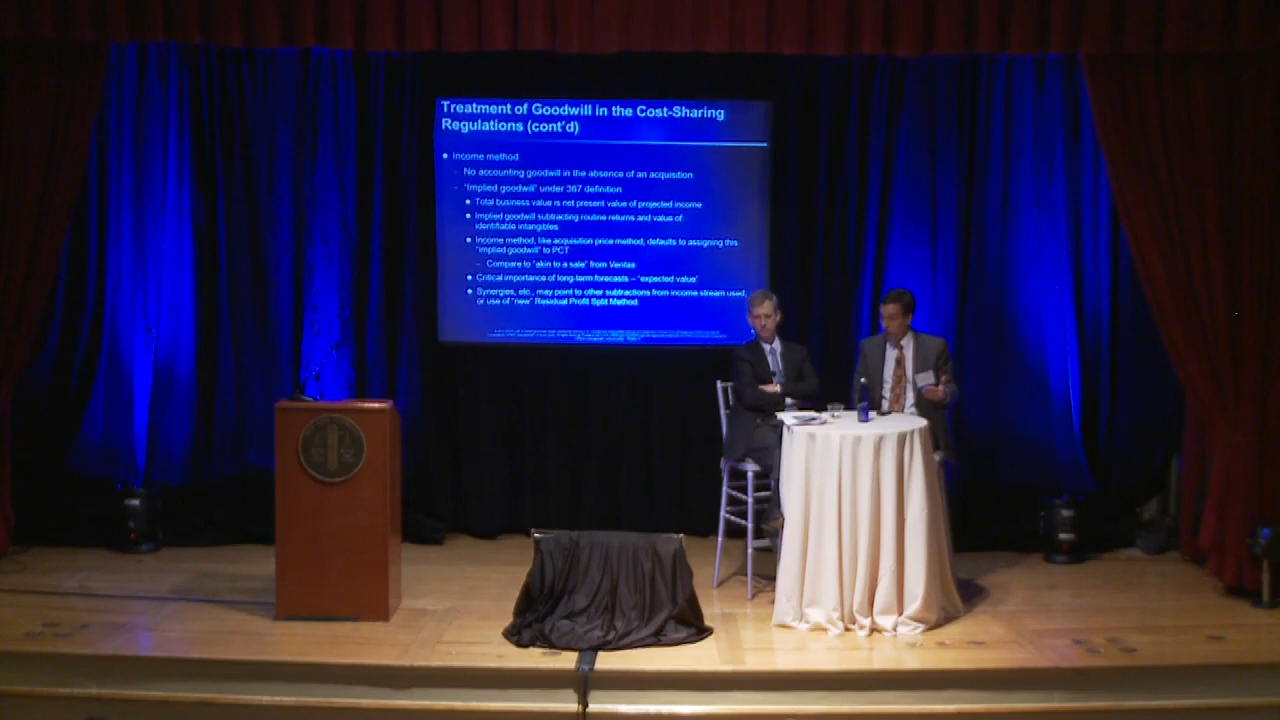 Treatment of Goodwill in the Cost-Sharing
Regulations (cont'd)
Income method
- No accounting goodwill in the absence of an acquisition
- "Implied goodwill" under 367 definition
Total business value is net present value of projected income
Implied goodwill subtracting routine returns and value of
identifiable intangibles
Income method, like acquisition price method, defaults to assigning this
"implied goodwill" to PCT
- Compare to "akin to a sale" from Veritas.
Critical importance of long-term forecasts – "expected value"
Synergies, etc., may point to other subtractions from income stream used,
or use of "new" Residual Profit Split Method.